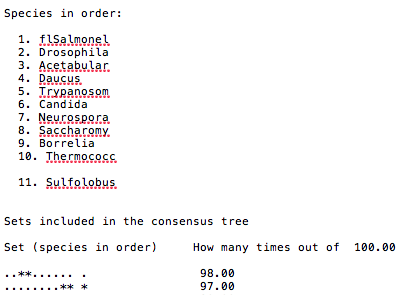 Species in order:
1. flSalmonel
2. Drosophila
3. Acetabular
4. Daucus
5. Trypanosom
6. Candida
7. Neurospora
8. Saccharomy
9. Borrelia
10. Thermococc
11. Sulfolobus
Sets included in the consensus tree
Set (species in order) How many times out of 100.00
..**...... . 98.00
........** * 97.00